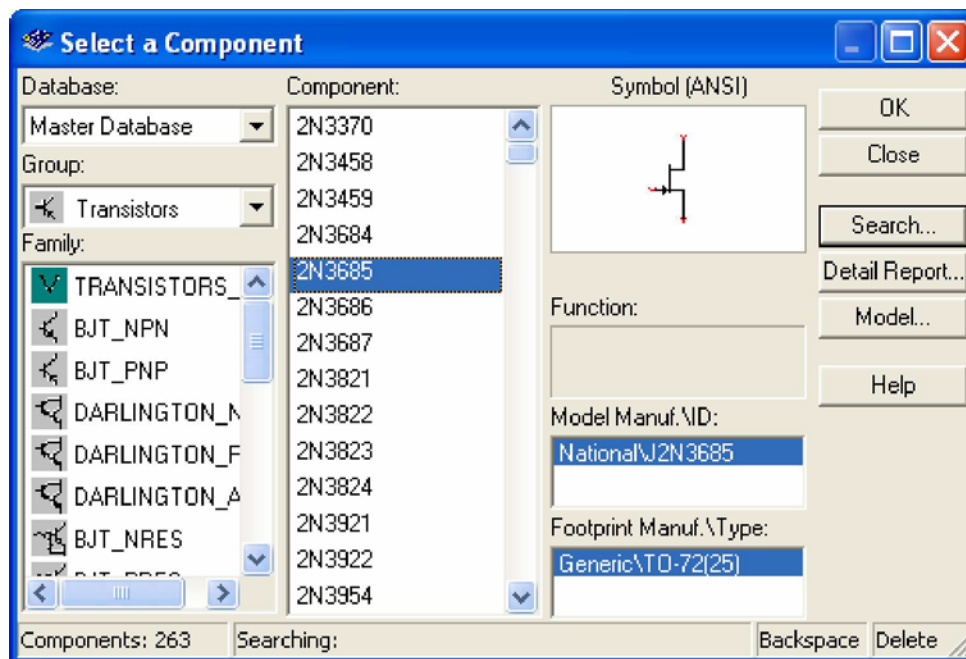 Select a Component
Database:
Master Database
Group:
Transistors
Family:
TRANSISTORS_
BJT_NPN
BJT_PNP
DARLINGTON_N
DARLINGTON_P
DARLINGTON_A
BJT_NRES
Component:
2N3370
2N3458
2N3459
2N3684
2N3685
2N3686
2N3687
2N3821
2N3822
2N3823
2N3824
2N3921
2N3922
2N3954
Symbol (ANSI)
Function:
Model Manuf.\ID:
National\J2N3685
Footprint Manuf.\Type:
Generic\TO-72(25)
OK
Close
Search...
Detail Report...
Model...
Help
Components: 263
Searching:
Backspace
Delete